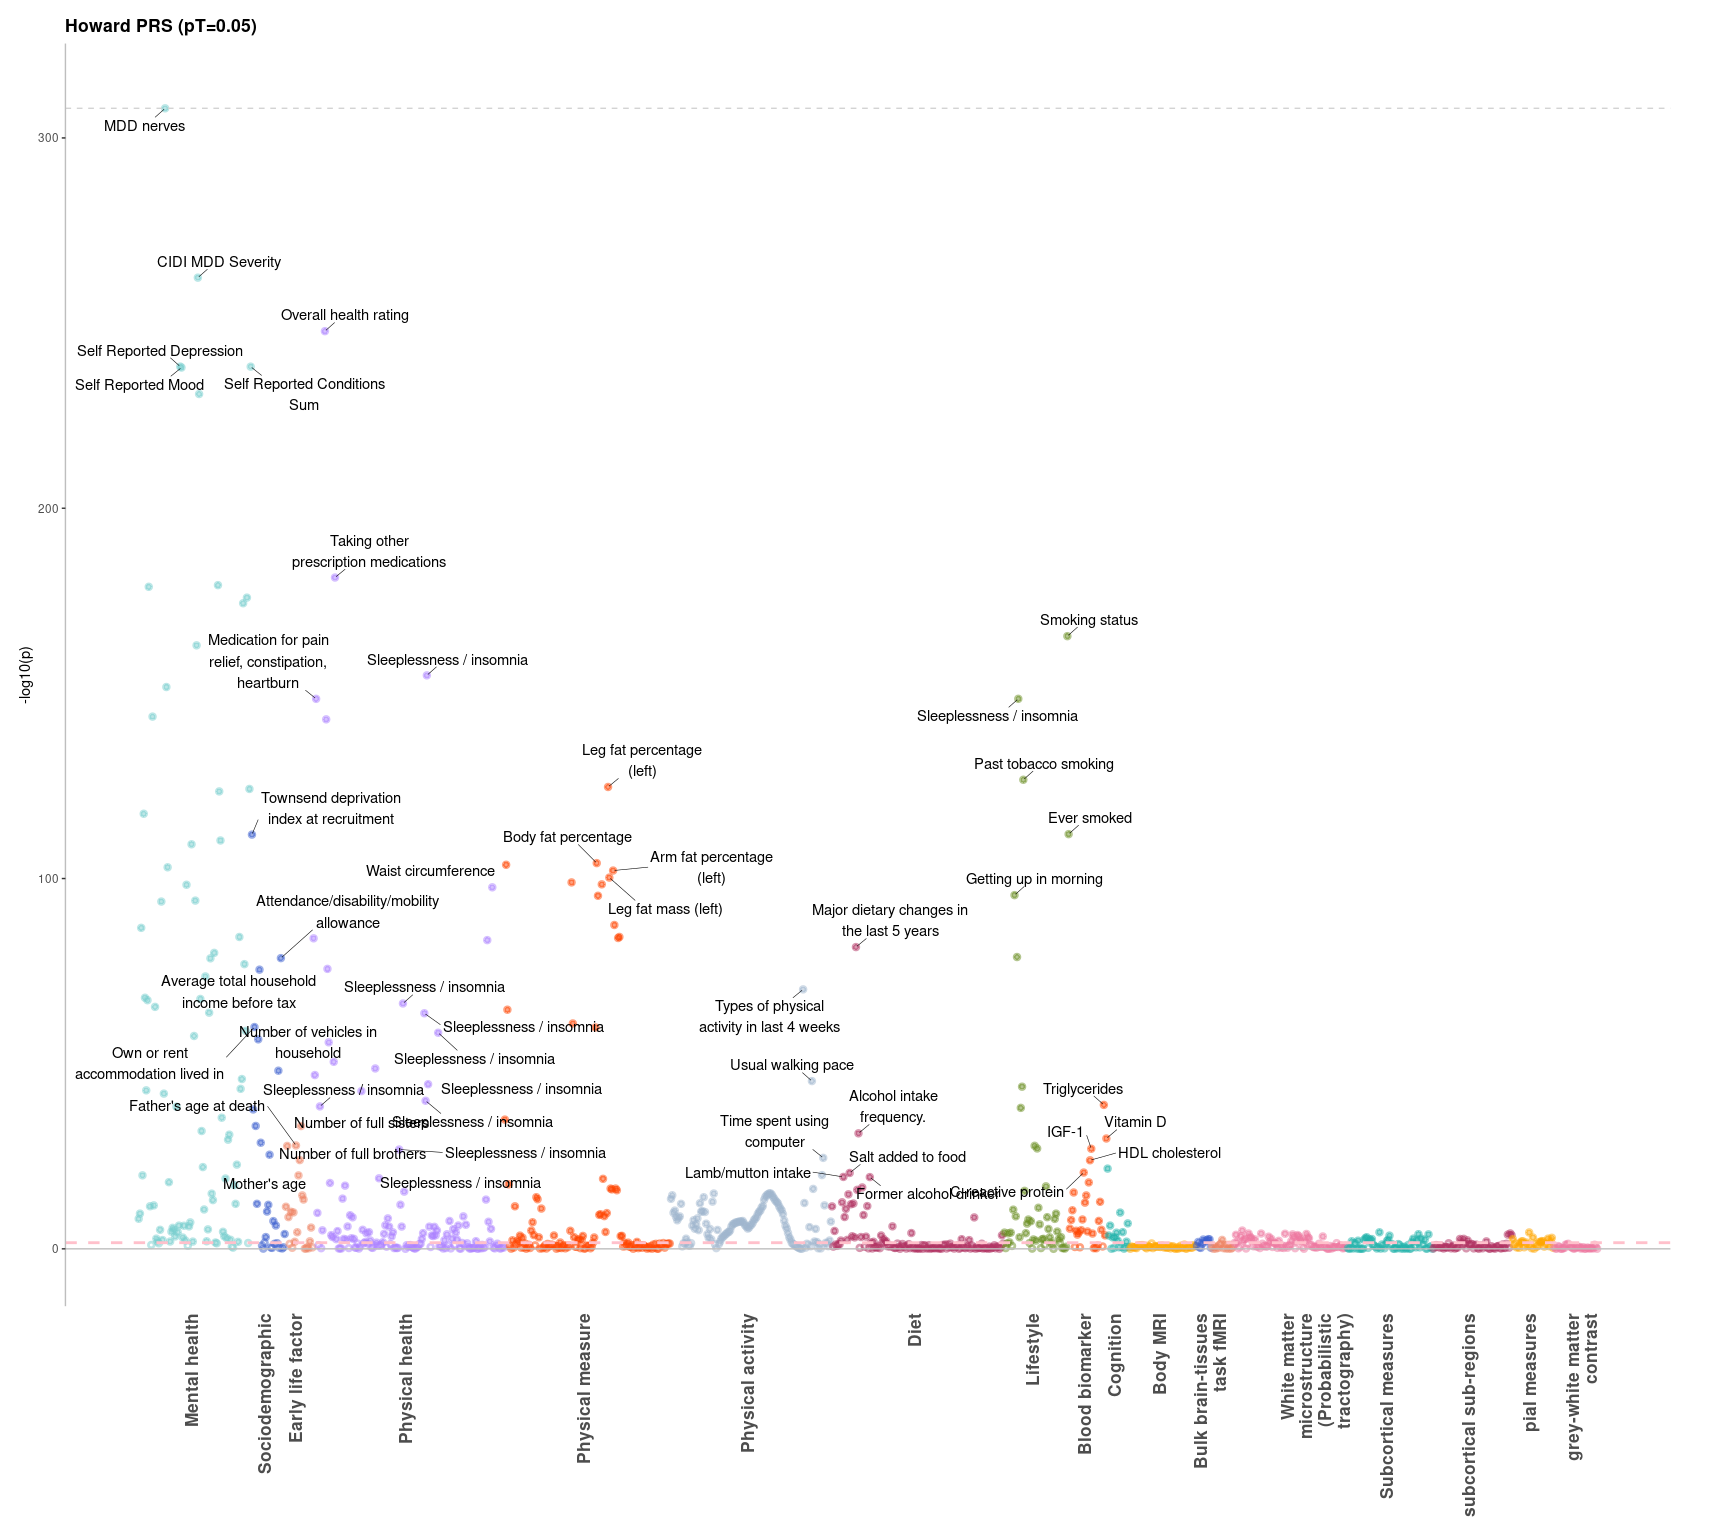 Howard PRS (pT=0.05)
-log10(p)
300
200
100
0
MDD nerves
CIDI MDD Severity
Overall health rating
Self Reported Depression
Self Reported Mood
Self Reported Conditions
Sum
Taking other
prescription medications
Medication for pain
relief, constipation,
heartburn
Sleeplessness / insomnia
Smoking status
Sleeplessness / insomnia
Leg fat percentage
(left)
Past tobacco smoking
Townsend deprivation
index at recruitment
Ever smoked
Body fat percentage
Waist circumference
Arm fat percentage
(left)
Getting up in morning
Leg fat mass (left)
Attendance/disability/mobility
allowance
Major dietary changes in
the last 5 years
Average total household
income before tax
Sleeplessness / insomnia
Types of physical
activity in last 4 weeks
Sleeplessness / insomnia
Number of vehicles in
household
Own or rent
accommodation lived in
Sleeplessness / insomnia
Usual walking pace
Sleeplessness / insomnia
Sleeplessness / insomnia
Triglycerides
Alcohol intake
frequency.
Father's age at death
Number of full sisters
Sleeplessness / insomnia
Time spent using
computer
Vitamin D
IGF-1
Number of full brothers
Sleeplessness / insomnia
Salt added to food
HDL cholesterol
Lamb/mutton intake
Mother's age
Sleeplessness / insomnia
Former alcohol drinker
C-reactive protein
Mental health
Sociodemographic
Early life factor
Physical health
Physical measure
Physical activity
Diet
Lifestyle
Blood biomarker
Cognition
Body MRI
Bulk brain-tissues
task fMRI
White matter
microstructure
(Probabilistic
tractography)
Subcortical measures
subcortical sub-regions
pial measures
grey-white matter
contrast